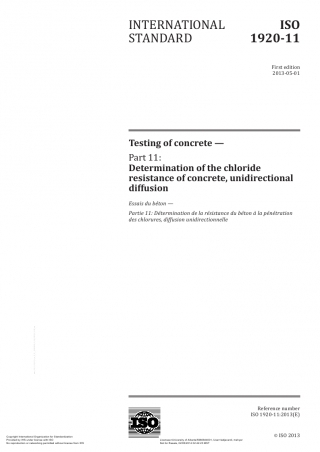 INTERNATIONAL STANDARD
ISO 1920-11
First edition
2013-05-01
Testing of concrete —
Part 11:
Determination of the chloride
resistance of concrete, unidirectional
diffusion
Essais du béton —
Partie 11: Détermination de la résistance du béton à la pénétration
des chlorures, diffusion unidirectionnelle
Reference number
ISO 1920-11:2013(E)
ISO
© ISO 2013